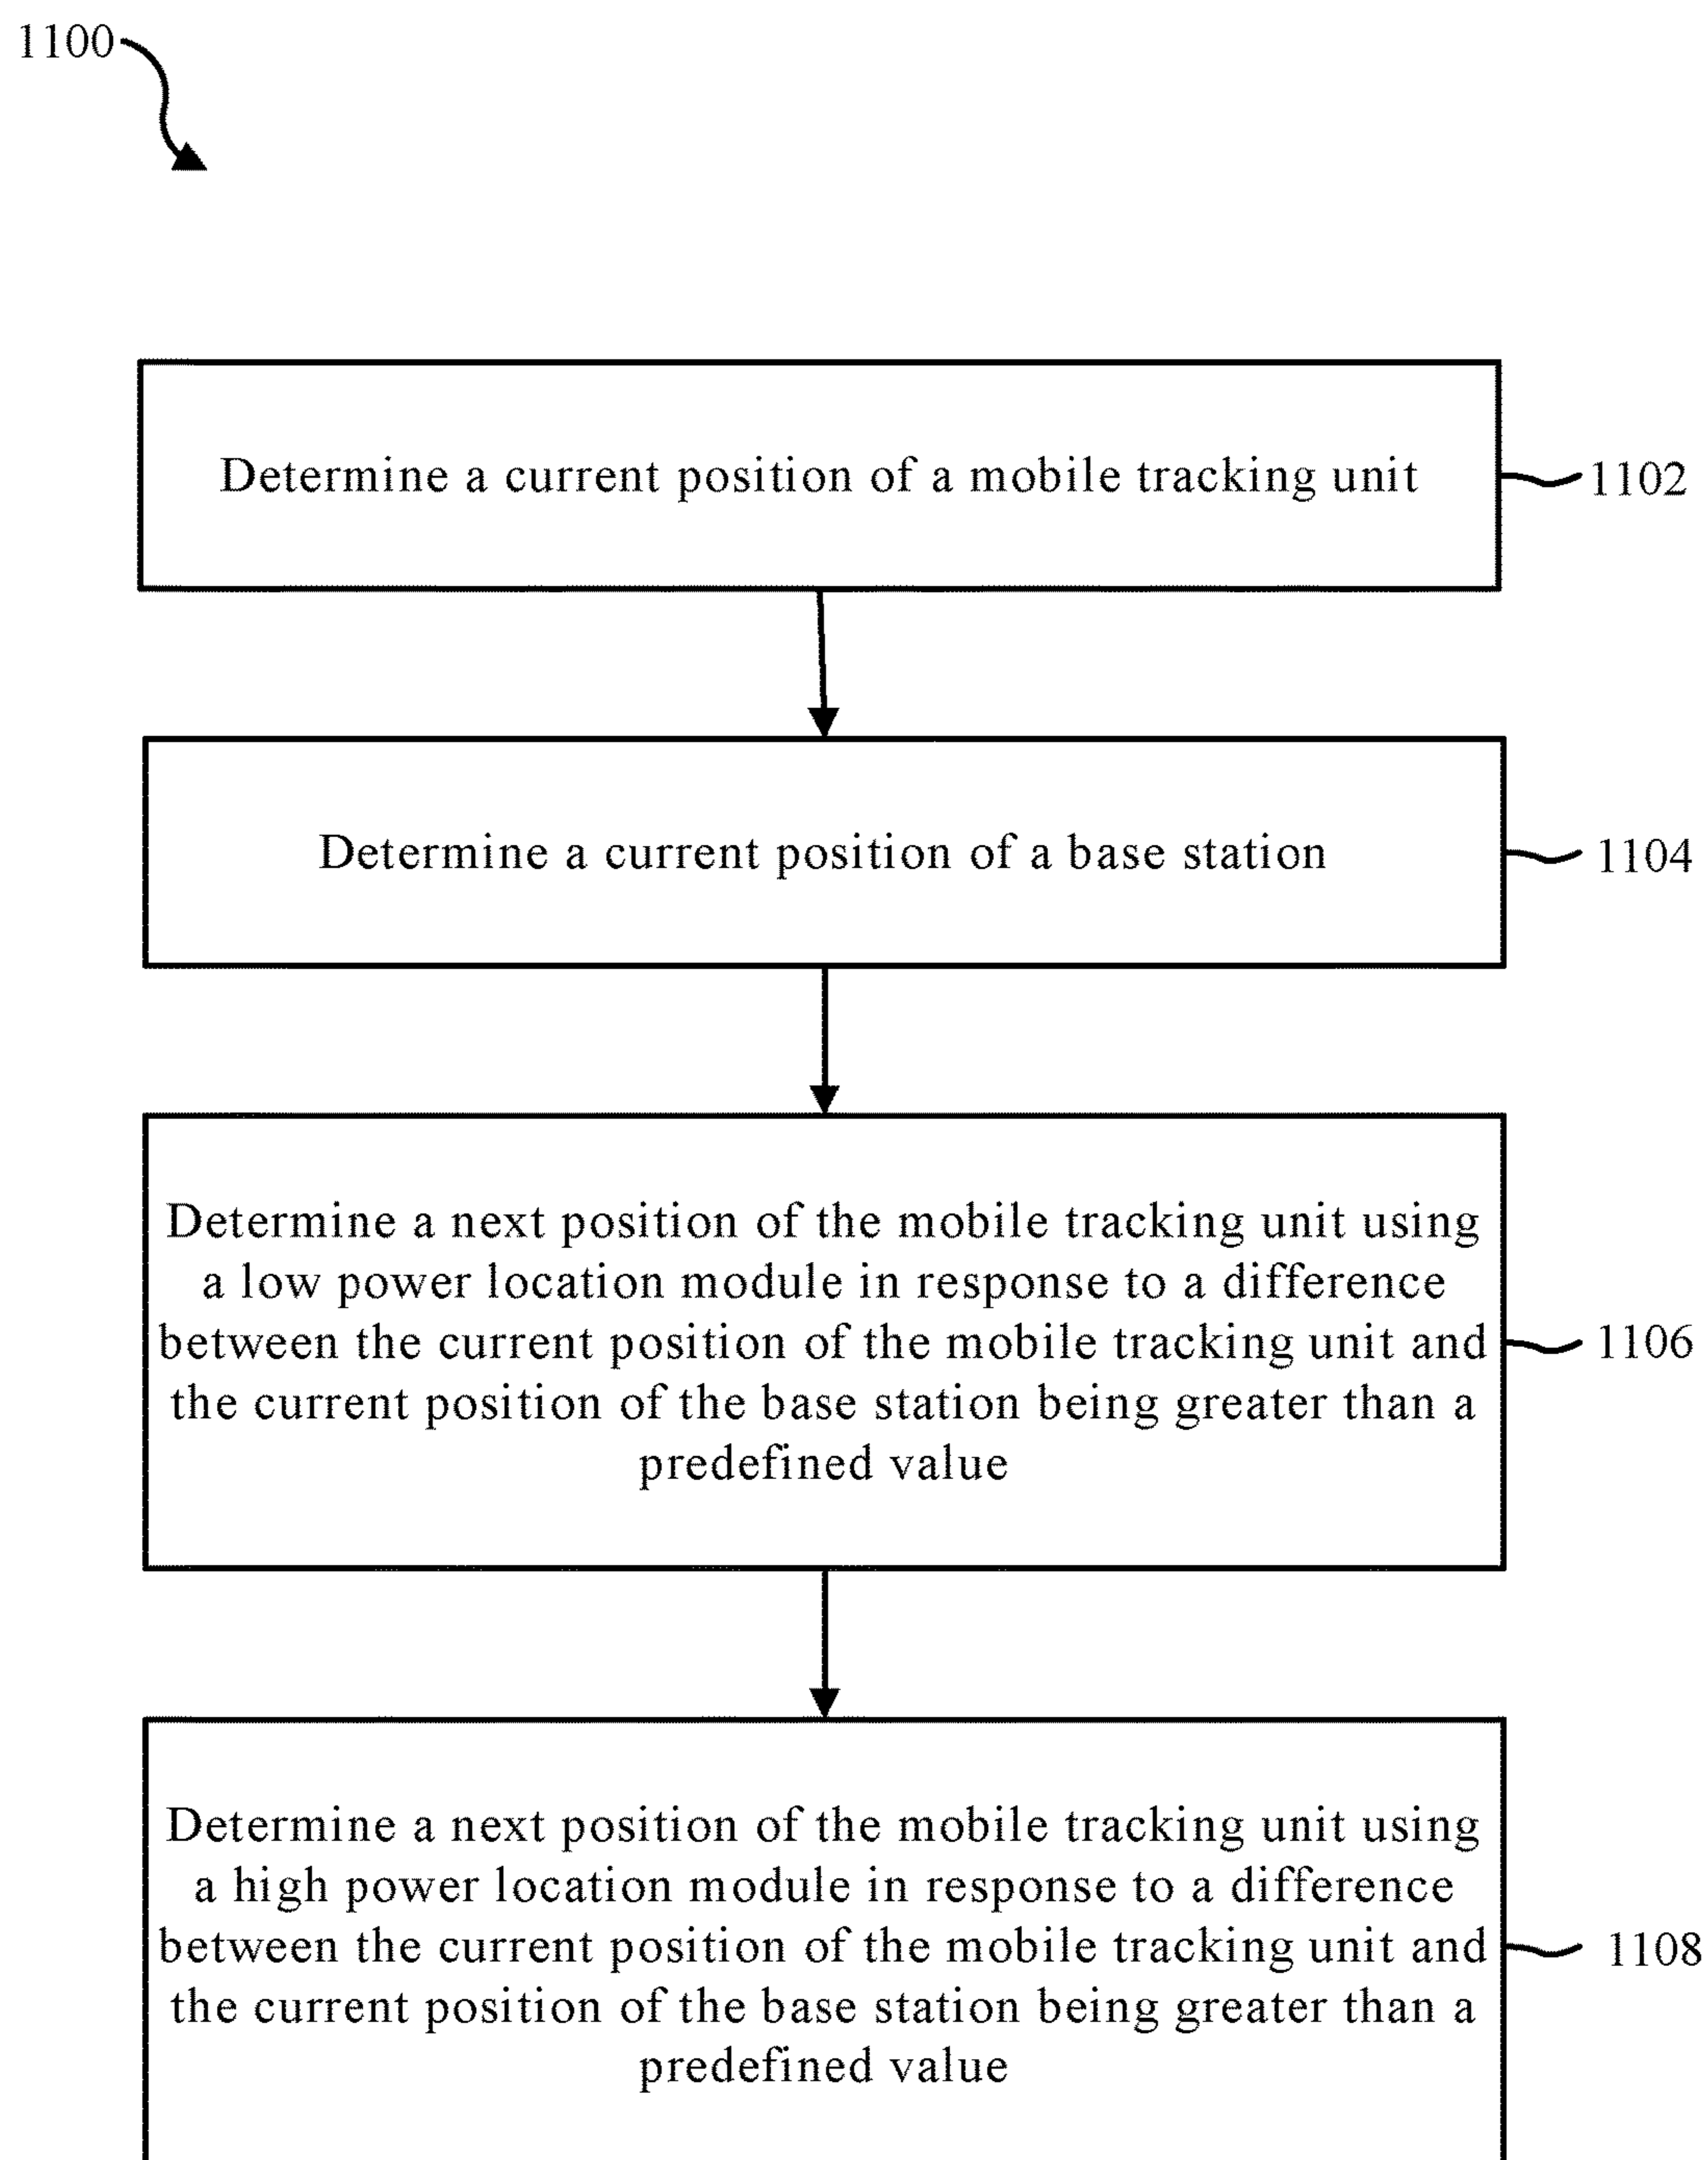 1100
Determine a current position of a mobile tracking unit
1102
Determine a current position of a base station
1104
Determine a next position of the mobile tracking unit using
a low power location module in response to a difference
between the current position of the mobile tracking unit and
the current position of the base station being greater than a
predefined value
1106
Determine a next position of the mobile tracking unit using
a high power location module in response to a difference
between the current position of the mobile tracking unit and
the current position of the base station being greater than a
predefined value
1108